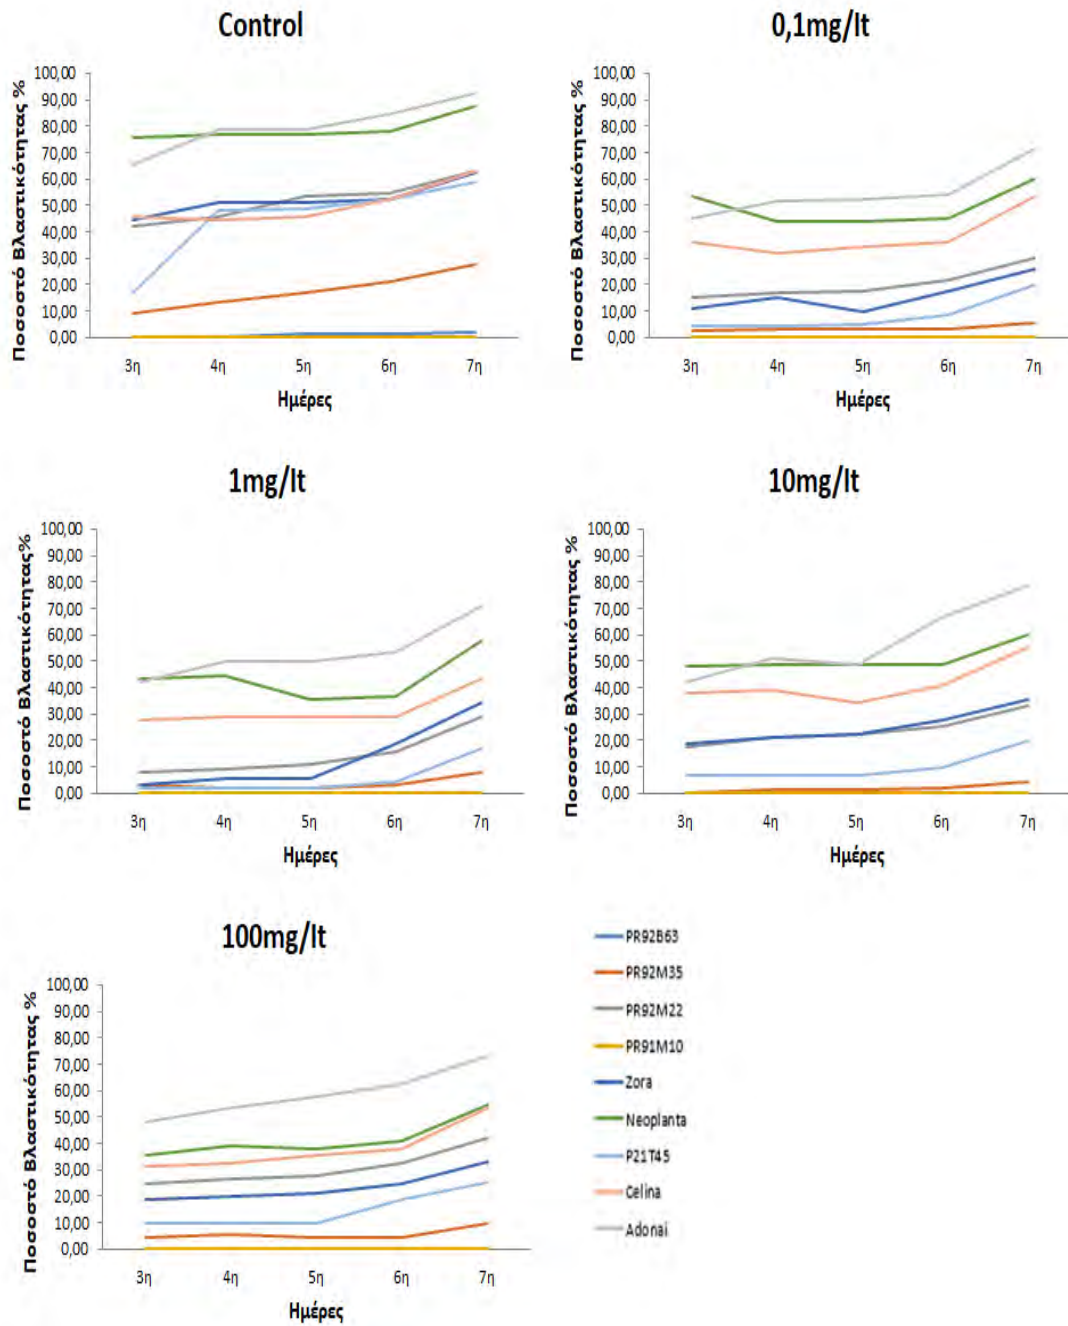 Control
Ποσοστό Βλαστικότητας %
100,00
90,00
80,00
70,00
60,00
50,00
40,00
30,00
20,00
10,00
0,00
3η 4η 5η 6η 7η
Ημέρες
0,1mg/lt
Ποσοστό Βλαστικότητας %
100,00
90,00
80,00
70,00
60,00
50,00
40,00
30,00
20,00
10,00
0,00
3η 4η 5η 6η 7η
Ημέρες
1mg/lt
Ποσοστό Βλαστικότητας%
100,00
90,00
80,00
70,00
60,00
50,00
40,00
30,00
20,00
10,00
0,00
3η 4η 5η 6η 7η
Ημέρες
10mg/lt
Ποσοστό Βλαστικότητας %
100,00
90,00
80,00
70,00
60,00
50,00
40,00
30,00
20,00
10,00
0,00
3η 4η 5η 6η 7η
Ημέρες
100mg/lt
Ποσοστό Βλαστικότητας %
100,00
90,00
80,00
70,00
60,00
50,00
40,00
30,00
20,00
10,00
0,00
3η 4η 5η 6η 7η
Ημέρες
PR92B63
PR92M35
PR92M22
PR91M10
Zora
Neoplanta
P21T45
Celina
Adonai